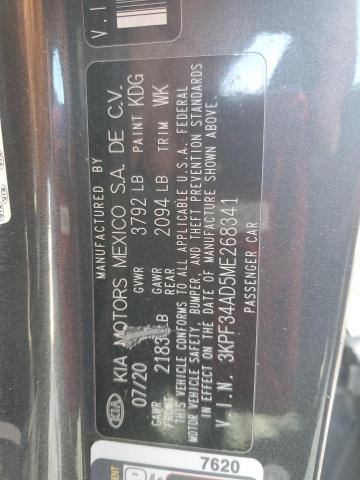 V.I
KIA
MANUFACTURED BY
KIA MOTORS MEXICO S.A. DE C.V.
07/20 GVWR 3792 LB PAINT KDG
GAWR FRONT 2183 LB GAWR REAR 2094 LB TRIM WK
THIS VEHICLE CONFORMS TO ALL APPLICABLE U.S.A. FEDERAL
MOTOR VEHICLE SAFETY, BUMPER, AND THEFT PREVENTION STANDARDS
IN EFFECT ON THE DATE OF MANUFACTURE SHOWN ABOVE.
V.I.N. 3KPF34AD5ME268341
PASSENGER CAR
7620